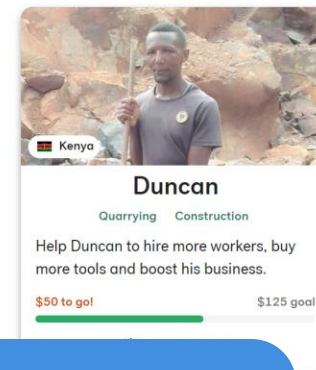 Kenya
Duncan
Quarrying Construction
Help Duncan to hire more workers, buy
more tools and boost his business.
$50 to go! $125 goal